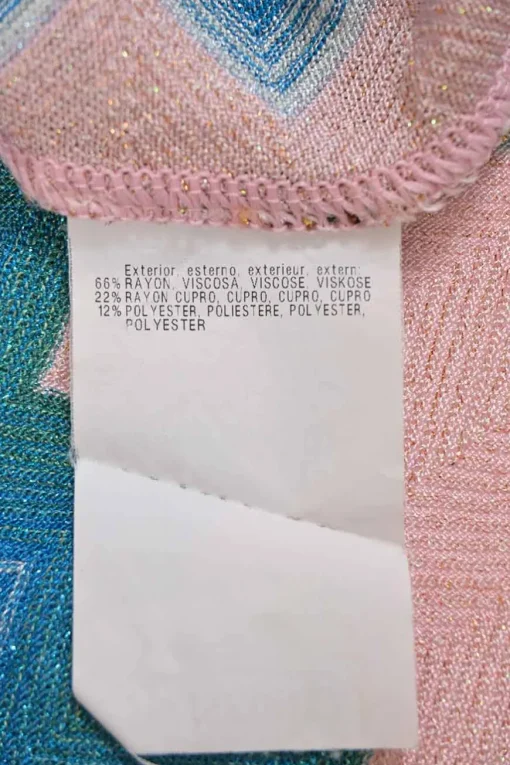 Exterior, esterno, exterieur, extern:
66% RAYON, VISCOSA, VISCOSE, VISKOSE
22% RAYON CUPRO, CUPRO, CUPRO, CUPRO
12% POLYESTER, POLIESTERE, POLYESTER,
POLYESTER